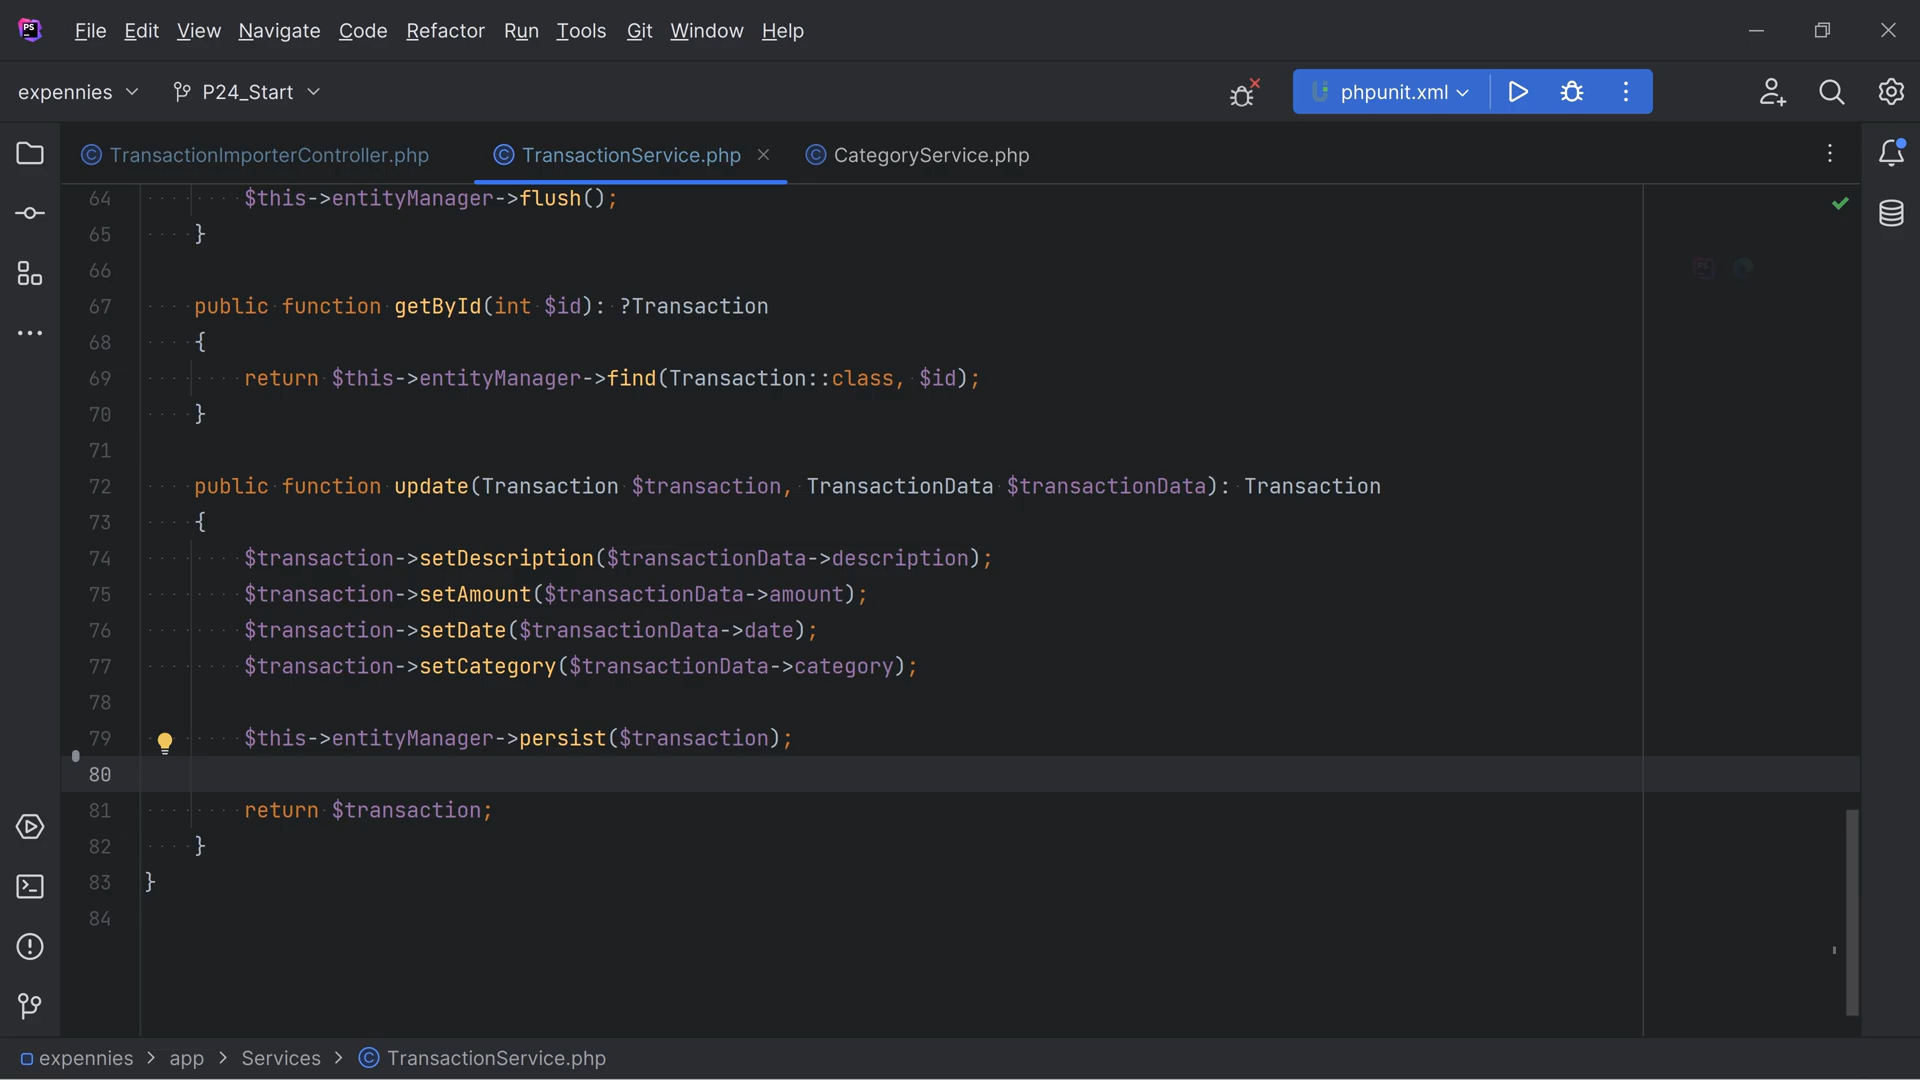 PS
File Edit View Navigate Code Refactor Run Tools Git Window Help
expennies P24_Start phpunit.xml
TransactionImporterController.php TransactionService.php CategoryService.php
64 $this->entityManager->flush();
65 }
66
67 public function getById(int $id): ?Transaction
68 {
69 return $this->entityManager->find(Transaction::class, $id);
70 }
71
72 public function update(Transaction $transaction, TransactionData $transactionData): Transaction
73 {
74 $transaction->setDescription($transactionData->description);
75 $transaction->setAmount($transactionData->amount);
76 $transaction->setDate($transactionData->date);
77 $transaction->setCategory($transactionData->category);
78
79 $this->entityManager->persist($transaction);
80
81 return $transaction;
82 }
83 }
84
expennies > app > Services > TransactionService.php